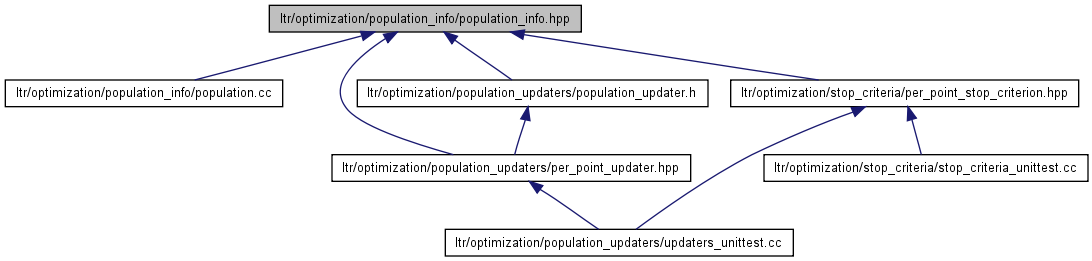 ltr/optimization/population_info/population_info.hpp
ltr/optimization/population_info/population.cc
ltr/optimization/population_updaters/population_updater.h
ltr/optimization/stop_criteria/per_point_stop_criterion.hpp
ltr/optimization/population_updaters/per_point_updater.hpp
ltr/optimization/stop_criteria/stop_criteria_unittest.cc
ltr/optimization/population_updaters/updaters_unittest.cc